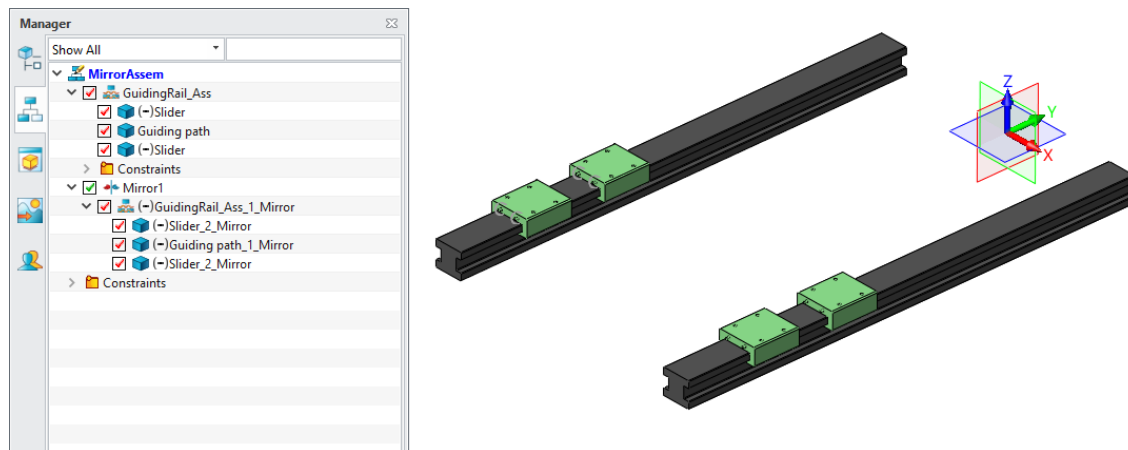 Manager
Show All
MirrorAssem
GuidingRail_Ass
(−)Slider
Guiding path
(−)Slider
Constraints
Mirror1
(−)GuidingRail_Ass_1_Mirror
(−)Slider_2_Mirror
(−)Guiding path_1_Mirror
(−)Slider_2_Mirror
Constraints
Z
Y
X